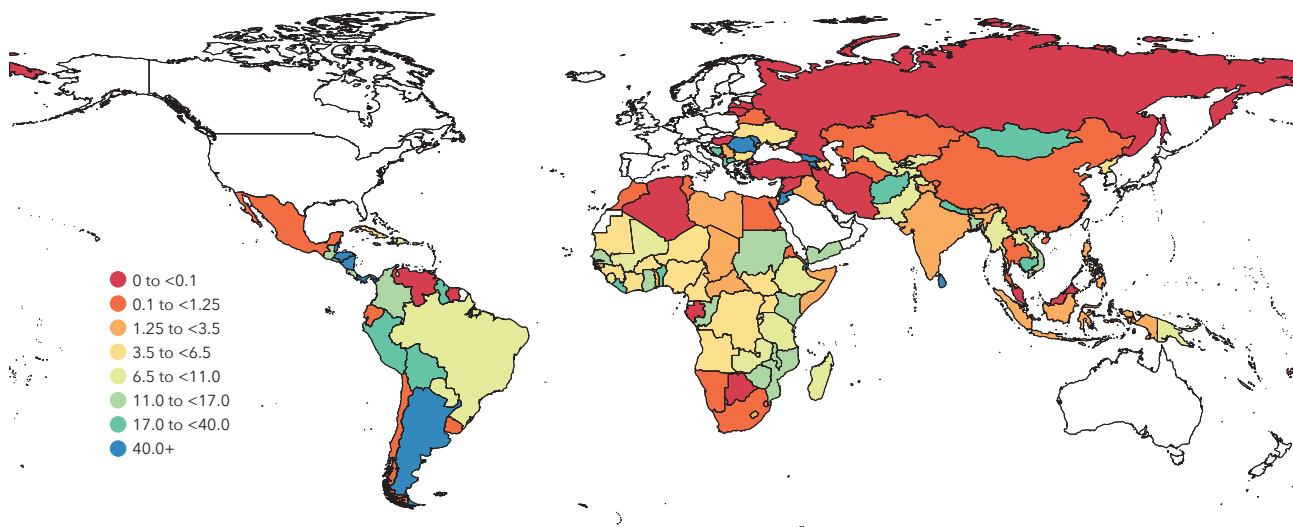 0 to <0.1
0.1 to <1.25
1.25 to <3.5
3.5 to <6.5
6.5 to <11.0
11.0 to <17.0
17.0 to <40.0
40.0+